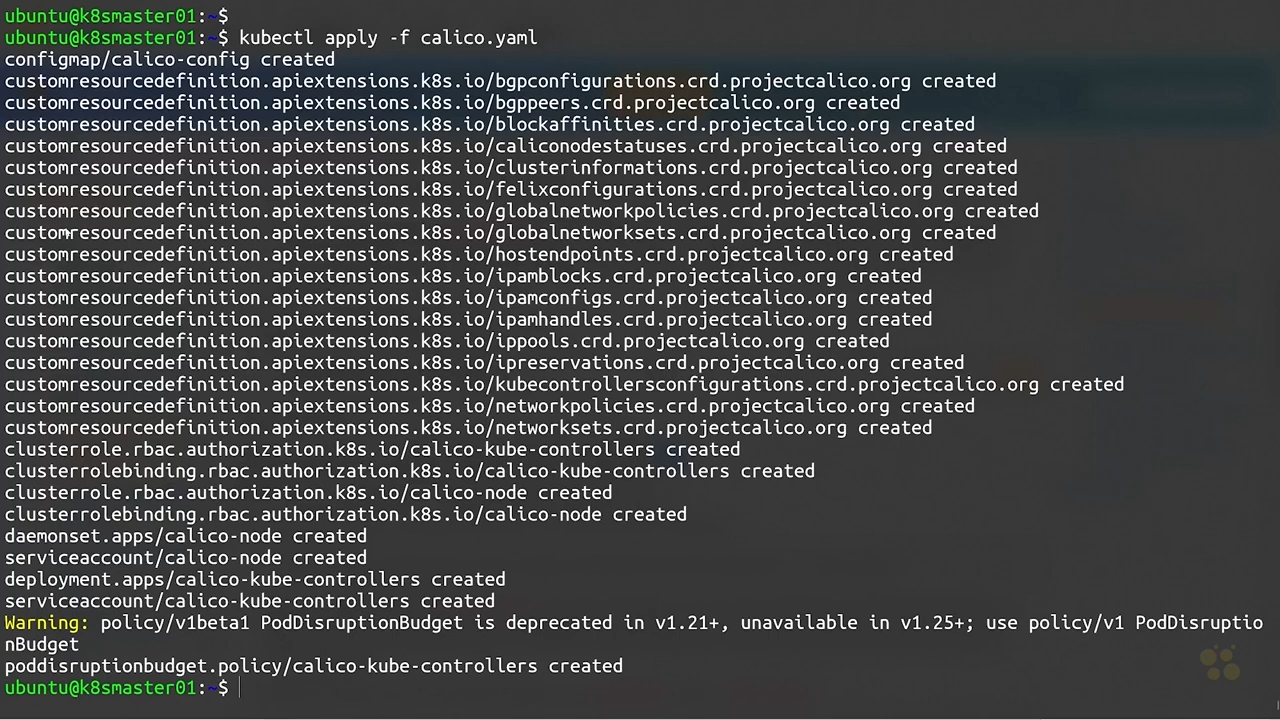 ubuntu@k8smaster01:~$
ubuntu@k8smaster01:~$ kubectl apply -f calico.yaml
configmap/calico-config created
customresourcedefinition.apiextensions.k8s.io/bgpconfigurations.crd.projectcalico.org created
customresourcedefinition.apiextensions.k8s.io/bgppeers.crd.projectcalico.org created
customresourcedefinition.apiextensions.k8s.io/blockaffinities.crd.projectcalico.org created
customresourcedefinition.apiextensions.k8s.io/caliconodestatuses.crd.projectcalico.org created
customresourcedefinition.apiextensions.k8s.io/clusterinformations.crd.projectcalico.org created
customresourcedefinition.apiextensions.k8s.io/felixconfigurations.crd.projectcalico.org created
customresourcedefinition.apiextensions.k8s.io/globalnetworkpolicies.crd.projectcalico.org created
customresourcedefinition.apiextensions.k8s.io/globalnetworksets.crd.projectcalico.org created
customresourcedefinition.apiextensions.k8s.io/hostendpoints.crd.projectcalico.org created
customresourcedefinition.apiextensions.k8s.io/ipamblocks.crd.projectcalico.org created
customresourcedefinition.apiextensions.k8s.io/ipamconfigs.crd.projectcalico.org created
customresourcedefinition.apiextensions.k8s.io/ipamhandles.crd.projectcalico.org created
customresourcedefinition.apiextensions.k8s.io/ippools.crd.projectcalico.org created
customresourcedefinition.apiextensions.k8s.io/ipreservations.crd.projectcalico.org created
customresourcedefinition.apiextensions.k8s.io/kubecontrollersconfigurations.crd.projectcalico.org created
customresourcedefinition.apiextensions.k8s.io/networkpolicies.crd.projectcalico.org created
customresourcedefinition.apiextensions.k8s.io/networksets.crd.projectcalico.org created
clusterrole.rbac.authorization.k8s.io/calico-kube-controllers created
clusterrolebinding.rbac.authorization.k8s.io/calico-kube-controllers created
clusterrole.rbac.authorization.k8s.io/calico-node created
clusterrolebinding.rbac.authorization.k8s.io/calico-node created
daemonset.apps/calico-node created
serviceaccount/calico-node created
deployment.apps/calico-kube-controllers created
serviceaccount/calico-kube-controllers created
Warning: policy/v1beta1 PodDisruptionBudget is deprecated in v1.21+, unavailable in v1.25+; use policy/v1 PodDisruptio
nBudget
poddisruptionbudget.policy/calico-kube-controllers created
ubuntu@k8smaster01:~$